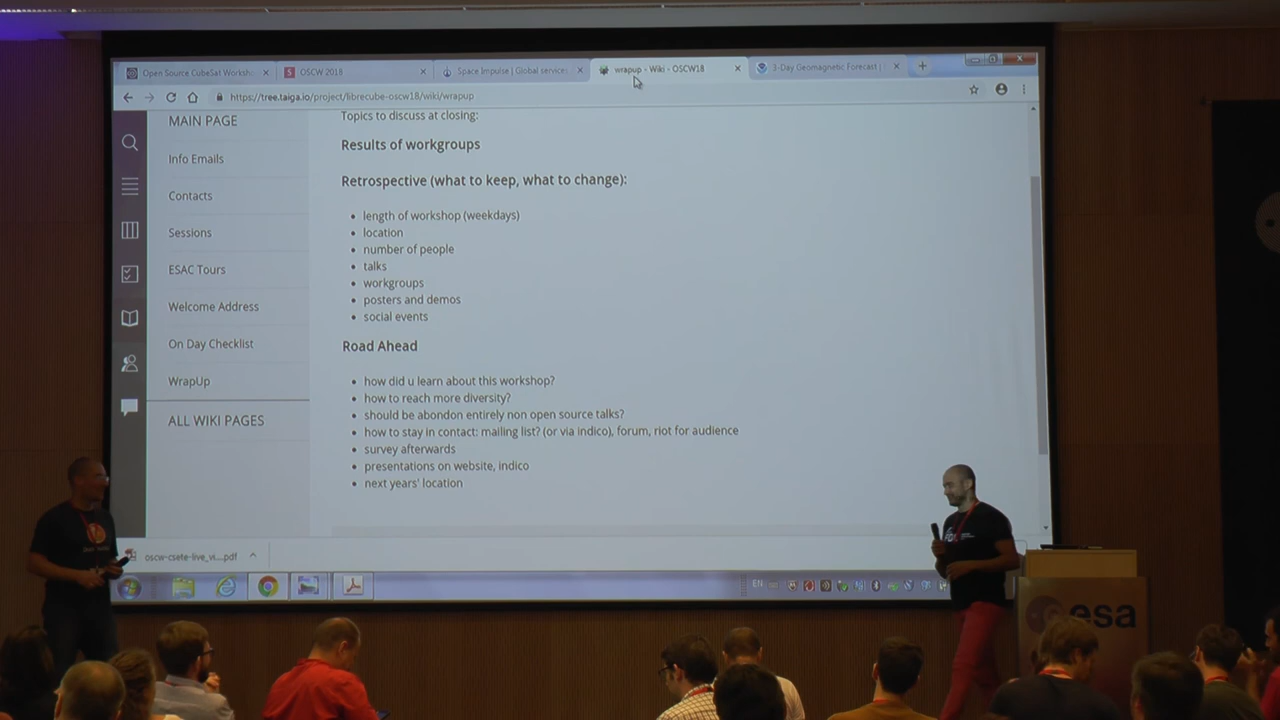 Open Source CubeSat Worksh
OSCW 2018
Space Impulse | Global service
wrapup - Wiki - OSCW18
3-Day Geomagnetic Forecast |
https://tree.taiga.io/project/librecube-oscw18/wiki/wrapup
MAIN PAGE
Info Emails
Contacts
Sessions
ESAC Tours
Welcome Address
On Day Checklist
WrapUp
ALL WIKI PAGES
Topics to discuss at closing:
Results of workgroups
Retrospective (what to keep, what to change):
length of workshop (weekdays)
location
number of people
talks
workgroups
posters and demos
social events
Road Ahead
how did u learn about this workshop?
how to reach more diversity?
should be abondon entirely non open source talks?
how to stay in contact: mailing list? (or via indico), forum, riot for audience
survey afterwards
presentations on website, indico
next years' location
oscw-csete-live_vi....pdf
EN
esa